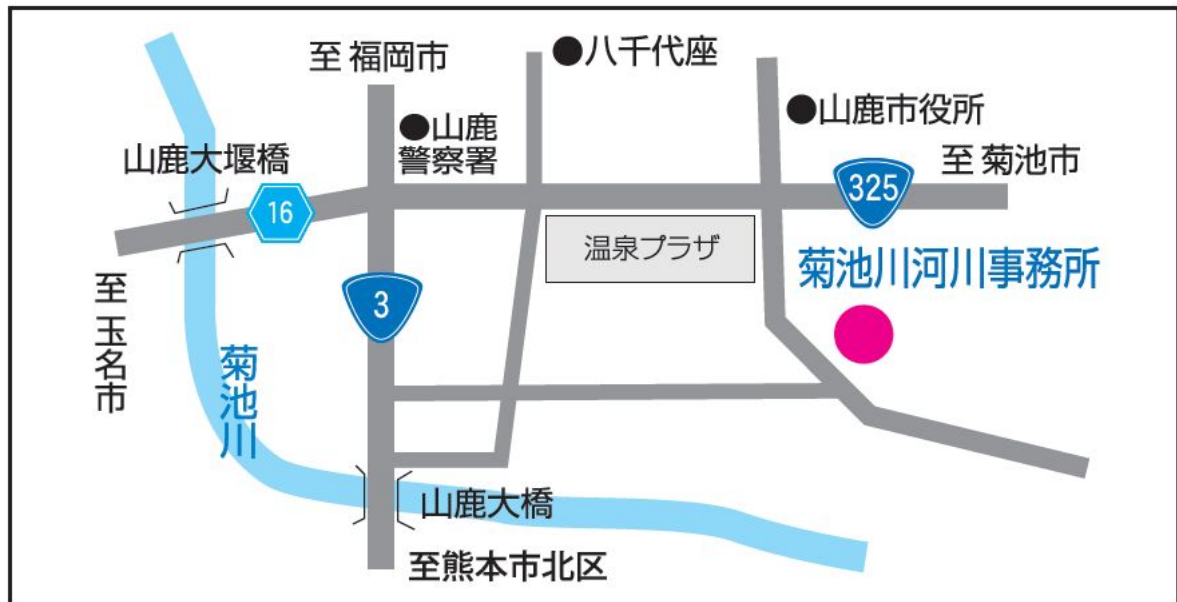 至 福岡市
●八千代座
●山鹿市役所
●山鹿
警察署
山鹿大堰橋
至 菊池市
325
16
温泉プラザ
菊池川河川事務所
至玉名市
3
菊池川
山鹿大橋
至熊本市北区